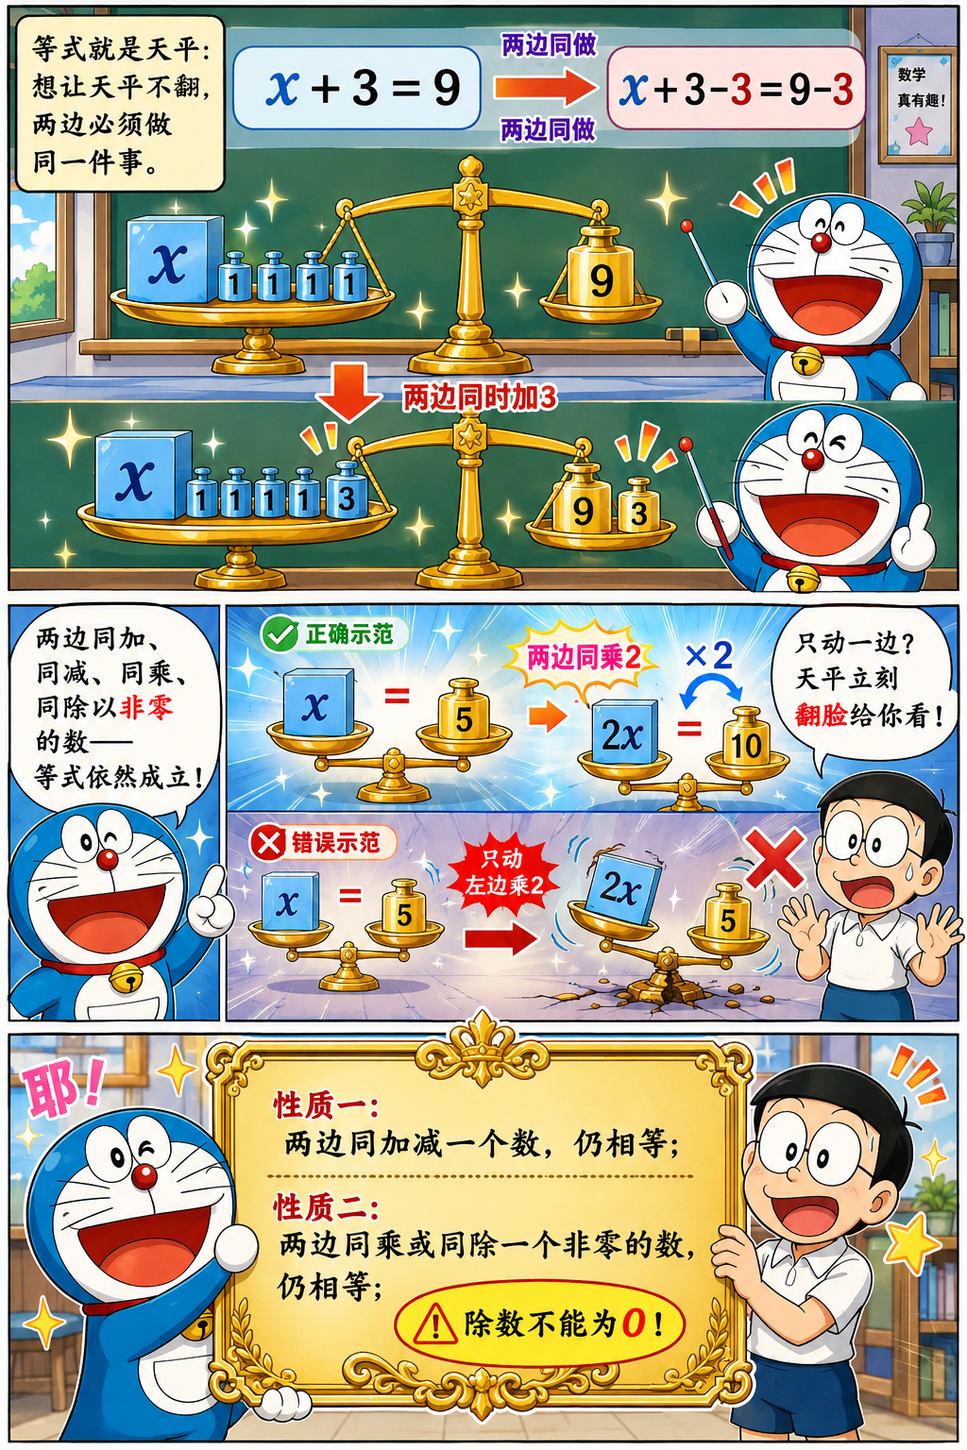 等式就是天平：
想让天平不翻，
两边必须做
同一件事。
x+3=9
两边同做
两边同做
x+3-3=9-3
数学
真有趣！
x
1
1
1
1
9
两边同时加3
x
1
1
1
1
3
9
3
两边同加、
同减、同乘、
同除以非零
的数——
等式依然成立！
正确示范
x
=
5
两边同乘2
×2
2x
=
10
只动一边？
天平立刻
翻脸给你看！
错误示范
x
=
5
只动
左边乘2
2x
5
耶！
性质一：
两边同加减一个数，仍相等；
性质二：
两边同乘或同除一个非零的数，
仍相等；
除数不能为0！